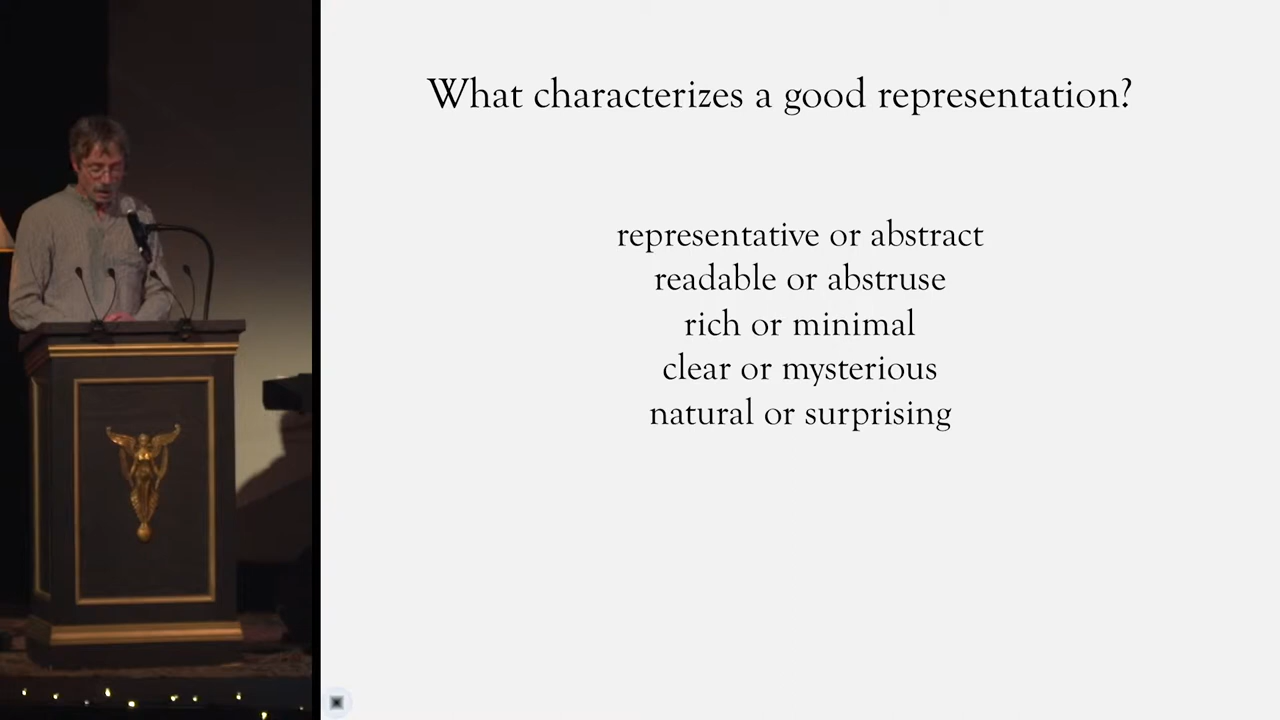 What characterizes a good representation?
representative or abstract
readable or abstruse
rich or minimal
clear or mysterious
natural or surprising